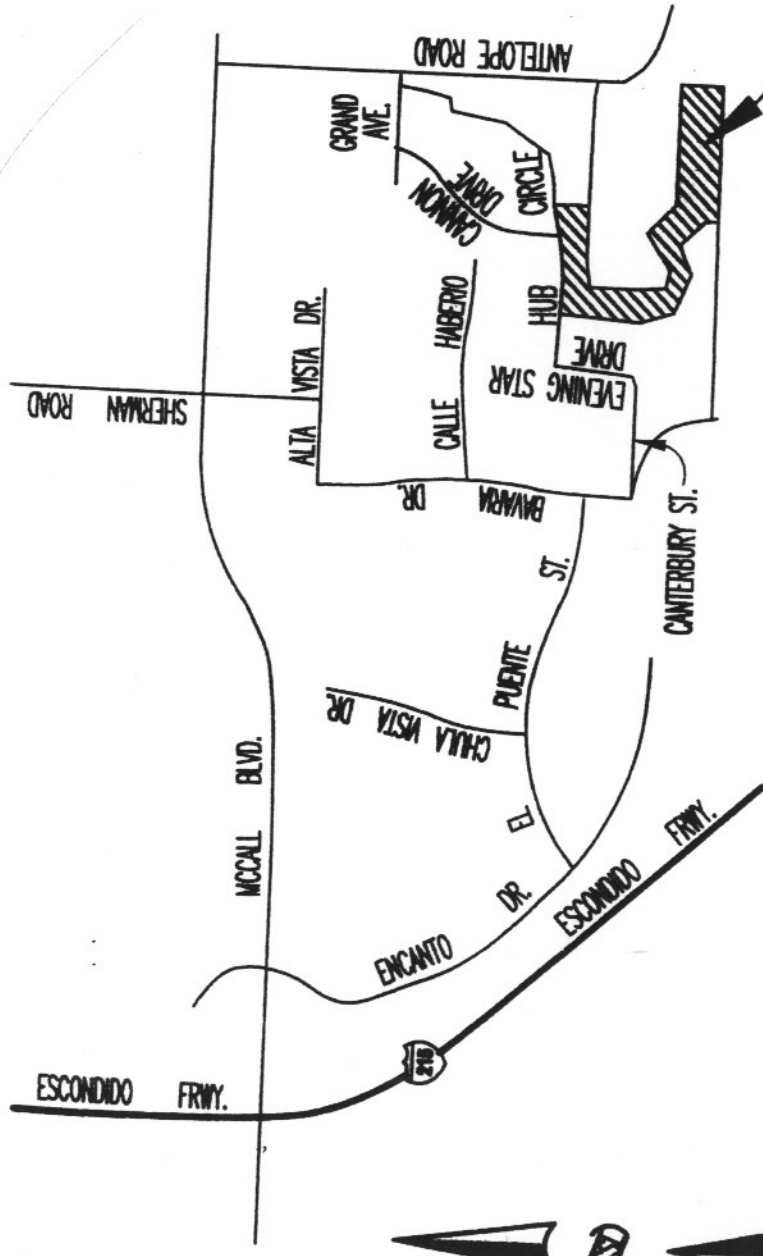 ANTELOPE ROAD
GRAND
AVE.
CANNON
DRIVE
CIRCLE
HUB
SHERMAN ROAD
ALTA VISTA DR.
CALLE HABERIO
EVENING STAR
DRIVE
BAVARIA DR.
CANTERBURY ST.
EL PUENTE ST.
CHULA VISTA DR.
MCCALL BLVD.
ENCANTO DR.
ESCONDIDO FRWY.
215
ESCONDIDO FRWY.